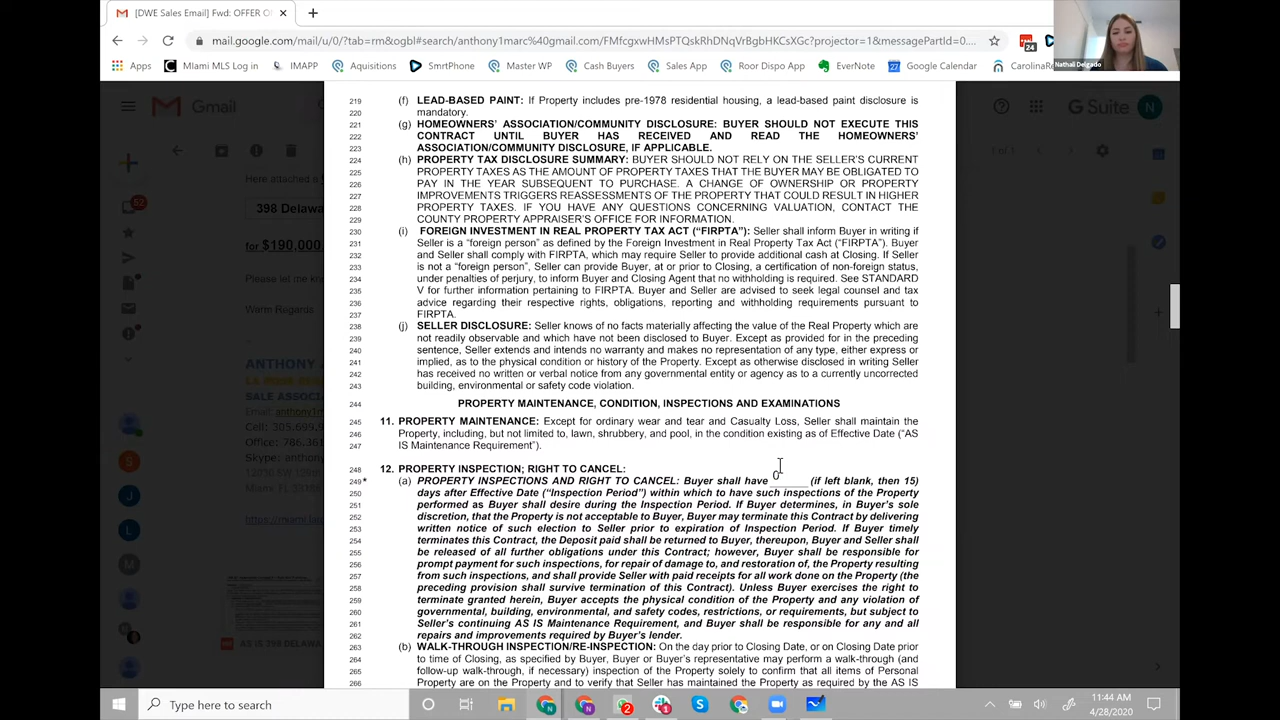 [DWE Sales Email] Fwd: OFFER O
mail.google.com/mail/u/0/?tab=rm&ogbl#search/anthony1marc%40gmail.com/FMfcgxwHMsPTQskRhDNqVrBgbHKCsXGc?projector=1&messagePartId=0....
24
Nathali Delgado
Apps
Miami MLS Log in
IMAPP
Aquisitions
SmrtPhone
Master WP
Cash Buyers
Sales App
Roor Dispo App
EverNote
Google Calendar
CarolinaR
Gmail
G Suite
N
1 of 1
52
Here attached
398 Delawa
for $190,000
Please let me k
Warm Regards
ANTHONY
SALE ASSOC
Email: anthony1
Cell: 305.699
Office: 786.36
Skype: anthony
Miami, Fl
https://miami
AS IS 298 DELAWA
219 (f) LEAD-BASED PAINT: If Property includes pre-1978 residential housing, a lead-based paint disclosure is
220 mandatory.
221 (g) HOMEOWNERS' ASSOCIATION/COMMUNITY DISCLOSURE: BUYER SHOULD NOT EXECUTE THIS
222 CONTRACT UNTIL BUYER HAS RECEIVED AND READ THE HOMEOWNERS'
223 ASSOCIATION/COMMUNITY DISCLOSURE, IF APPLICABLE.
224 (h) PROPERTY TAX DISCLOSURE SUMMARY: BUYER SHOULD NOT RELY ON THE SELLER'S CURRENT
225 PROPERTY TAXES AS THE AMOUNT OF PROPERTY TAXES THAT THE BUYER MAY BE OBLIGATED TO
226 PAY IN THE YEAR SUBSEQUENT TO PURCHASE. A CHANGE OF OWNERSHIP OR PROPERTY
227 IMPROVEMENTS TRIGGERS REASSESSMENTS OF THE PROPERTY THAT COULD RESULT IN HIGHER
228 PROPERTY TAXES. IF YOU HAVE ANY QUESTIONS CONCERNING VALUATION, CONTACT THE
229 COUNTY PROPERTY APPRAISER'S OFFICE FOR INFORMATION.
230 (i) FOREIGN INVESTMENT IN REAL PROPERTY TAX ACT ("FIRPTA"): Seller shall inform Buyer in writing if
231 Seller is a "foreign person" as defined by the Foreign Investment in Real Property Tax Act ("FIRPTA"). Buyer
232 and Seller shall comply with FIRPTA, which may require Seller to provide additional cash at Closing. If Seller
233 is not a "foreign person", Seller can provide Buyer, at or prior to Closing, a certification of non-foreign status,
234 under penalties of perjury, to inform Buyer and Closing Agent that no withholding is required. See STANDARD
235 V for further information pertaining to FIRPTA. Buyer and Seller are advised to seek legal counsel and tax
236 advice regarding their respective rights, obligations, reporting and withholding requirements pursuant to
237 FIRPTA.
238 (j) SELLER DISCLOSURE: Seller knows of no facts materially affecting the value of the Real Property which are
239 not readily observable and which have not been disclosed to Buyer. Except as provided for in the preceding
240 sentence, Seller extends and intends no warranty and makes no representation of any type, either express or
241 implied, as to the physical condition or history of the Property. Except as otherwise disclosed in writing Seller
242 has received no written or verbal notice from any governmental entity or agency as to a currently uncorrected
243 building, environmental or safety code violation.
244 PROPERTY MAINTENANCE, CONDITION, INSPECTIONS AND EXAMINATIONS
245 11. PROPERTY MAINTENANCE: Except for ordinary wear and tear and Casualty Loss, Seller shall maintain the
246 Property, including, but not limited to, lawn, shrubbery, and pool, in the condition existing as of Effective Date ("AS
247 IS Maintenance Requirement").
248 12. PROPERTY INSPECTION; RIGHT TO CANCEL:
249* (a) PROPERTY INSPECTIONS AND RIGHT TO CANCEL: Buyer shall have 0 (if left blank, then 15)
250 days after Effective Date ("Inspection Period") within which to have such inspections of the Property
251 performed as Buyer shall desire during the Inspection Period. If Buyer determines, in Buyer's sole
252 discretion, that the Property is not acceptable to Buyer, Buyer may terminate this Contract by delivering
253 written notice of such election to Seller prior to expiration of Inspection Period. If Buyer timely
254 terminates this Contract, the Deposit paid shall be returned to Buyer, thereupon, Buyer and Seller shall
255 be released of all further obligations under this Contract; however, Buyer shall be responsible for
256 prompt payment for such inspections, for repair of damage to, and restoration of, the Property resulting
257 from such inspections, and shall provide Seller with paid receipts for all work done on the Property (the
258 preceding provision shall survive termination of this Contract). Unless Buyer exercises the right to
259 terminate granted herein, Buyer accepts the physical condition of the Property and any violation of
260 governmental, building, environmental, and safety codes, restrictions, or requirements, but subject to
261 Seller's continuing AS IS Maintenance Requirement, and Buyer shall be responsible for any and all
262 repairs and improvements required by Buyer's lender.
263 (b) WALK-THROUGH INSPECTION/RE-INSPECTION: On the day prior to Closing Date, or on Closing Date prior
264 to time of Closing, as specified by Buyer, Buyer or Buyer's representative may perform a walk-through (and
265 follow-up walk-through, if necessary) inspection of the Property solely to confirm that all items of Personal
266 Property are on the Property and to verify that Seller has maintained the Property as required by the AS IS
Type here to search
2
11:44 AM
4/28/2020